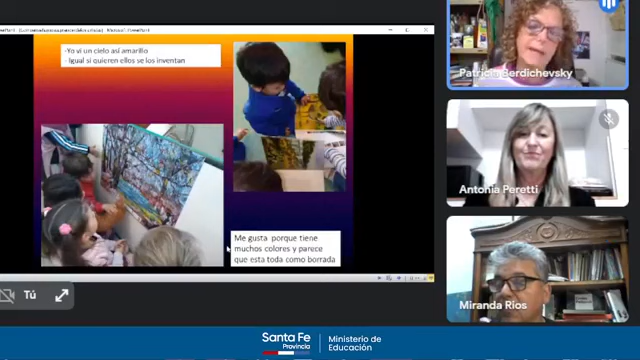 -Yo vi un cielo así amarillo
- Igual si quieren ellos se los inventan
Me gusta porque tiene
muchos colores y parece
que esta toda como borrada
Patricia Berdichevsky
Antonia Peretti
Miranda Ríos
Tú
Santa Fe
Provincia
Ministerio de
Educación